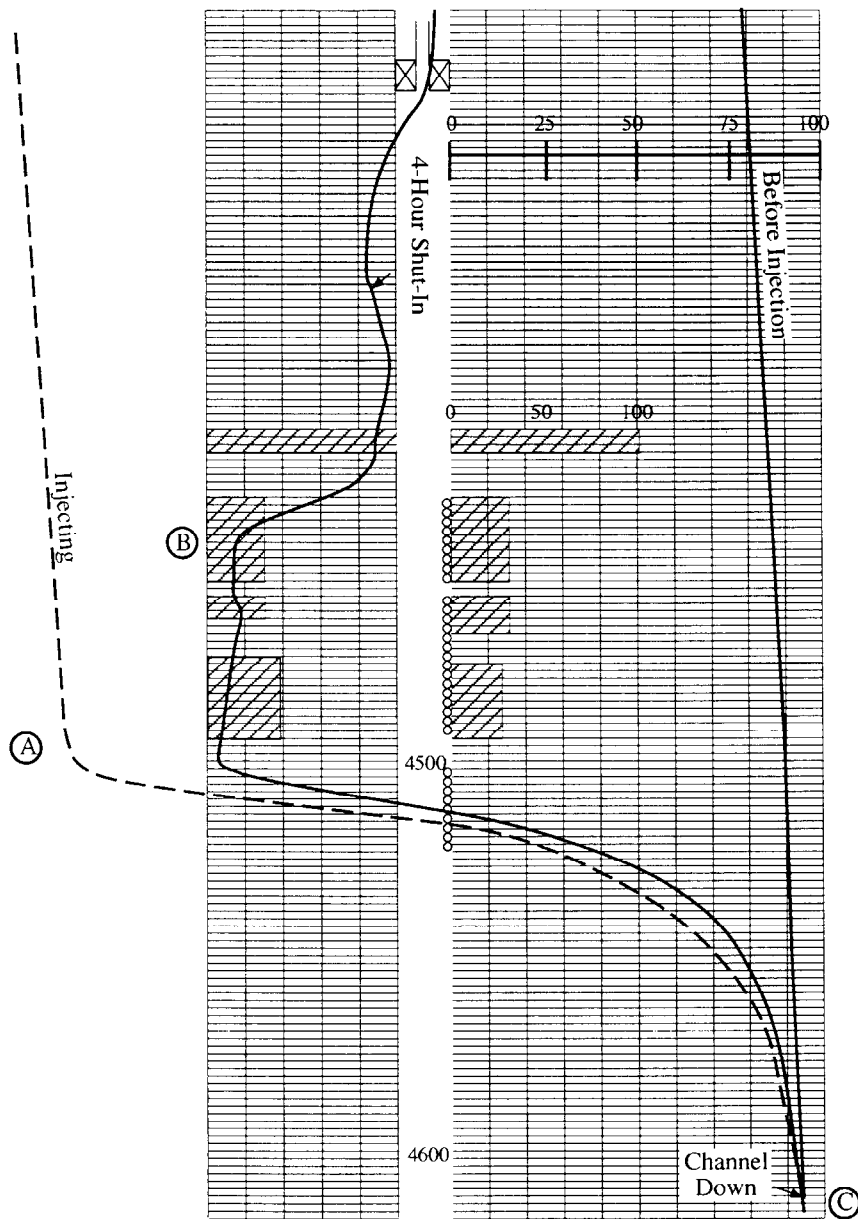 0 25 50 75 100
4-Hour Shut-In
Before Injection
0 50 100
Injecting
B
A
4500
4600
Channel
Down
C